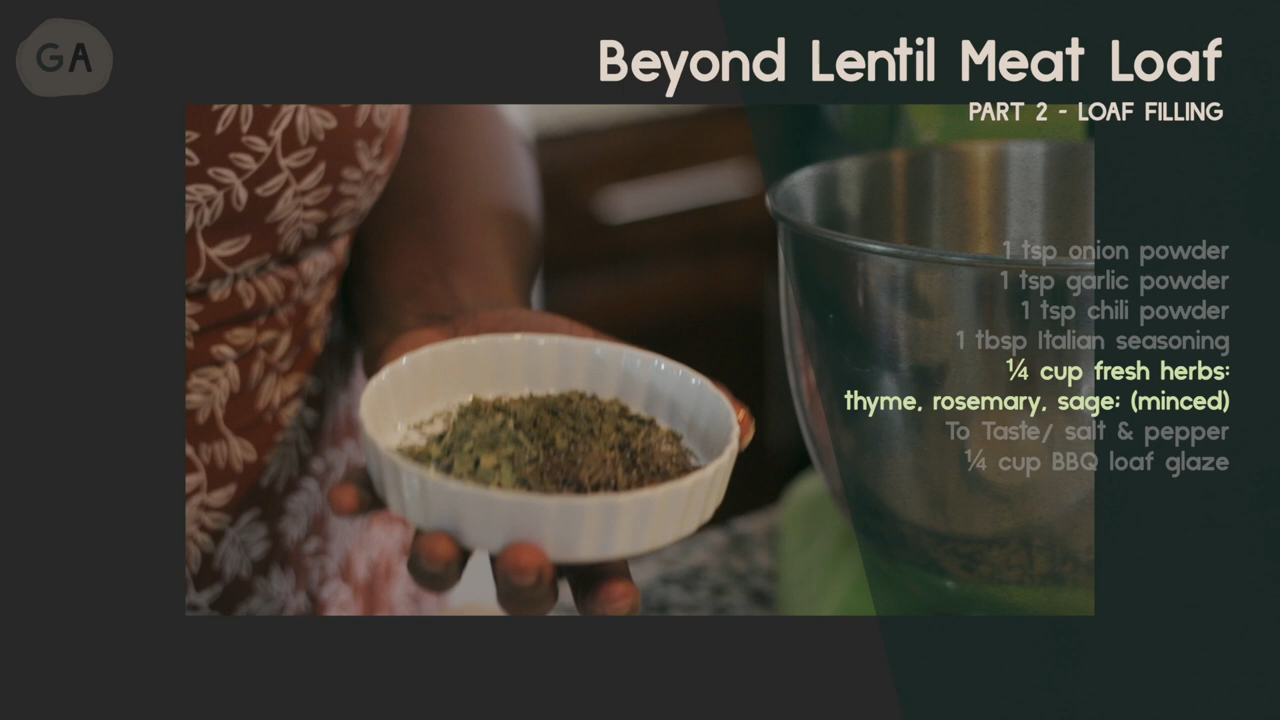 GA
Beyond Lentil Meat Loaf
PART 2 - LOAF FILLING
1 tsp onion powder
1 tsp garlic powder
1 tsp chili powder
1 tbsp Italian seasoning
¼ cup fresh herbs:
thyme, rosemary, sage: (minced)
To Taste/ salt & pepper
¼ cup BBQ loaf glaze